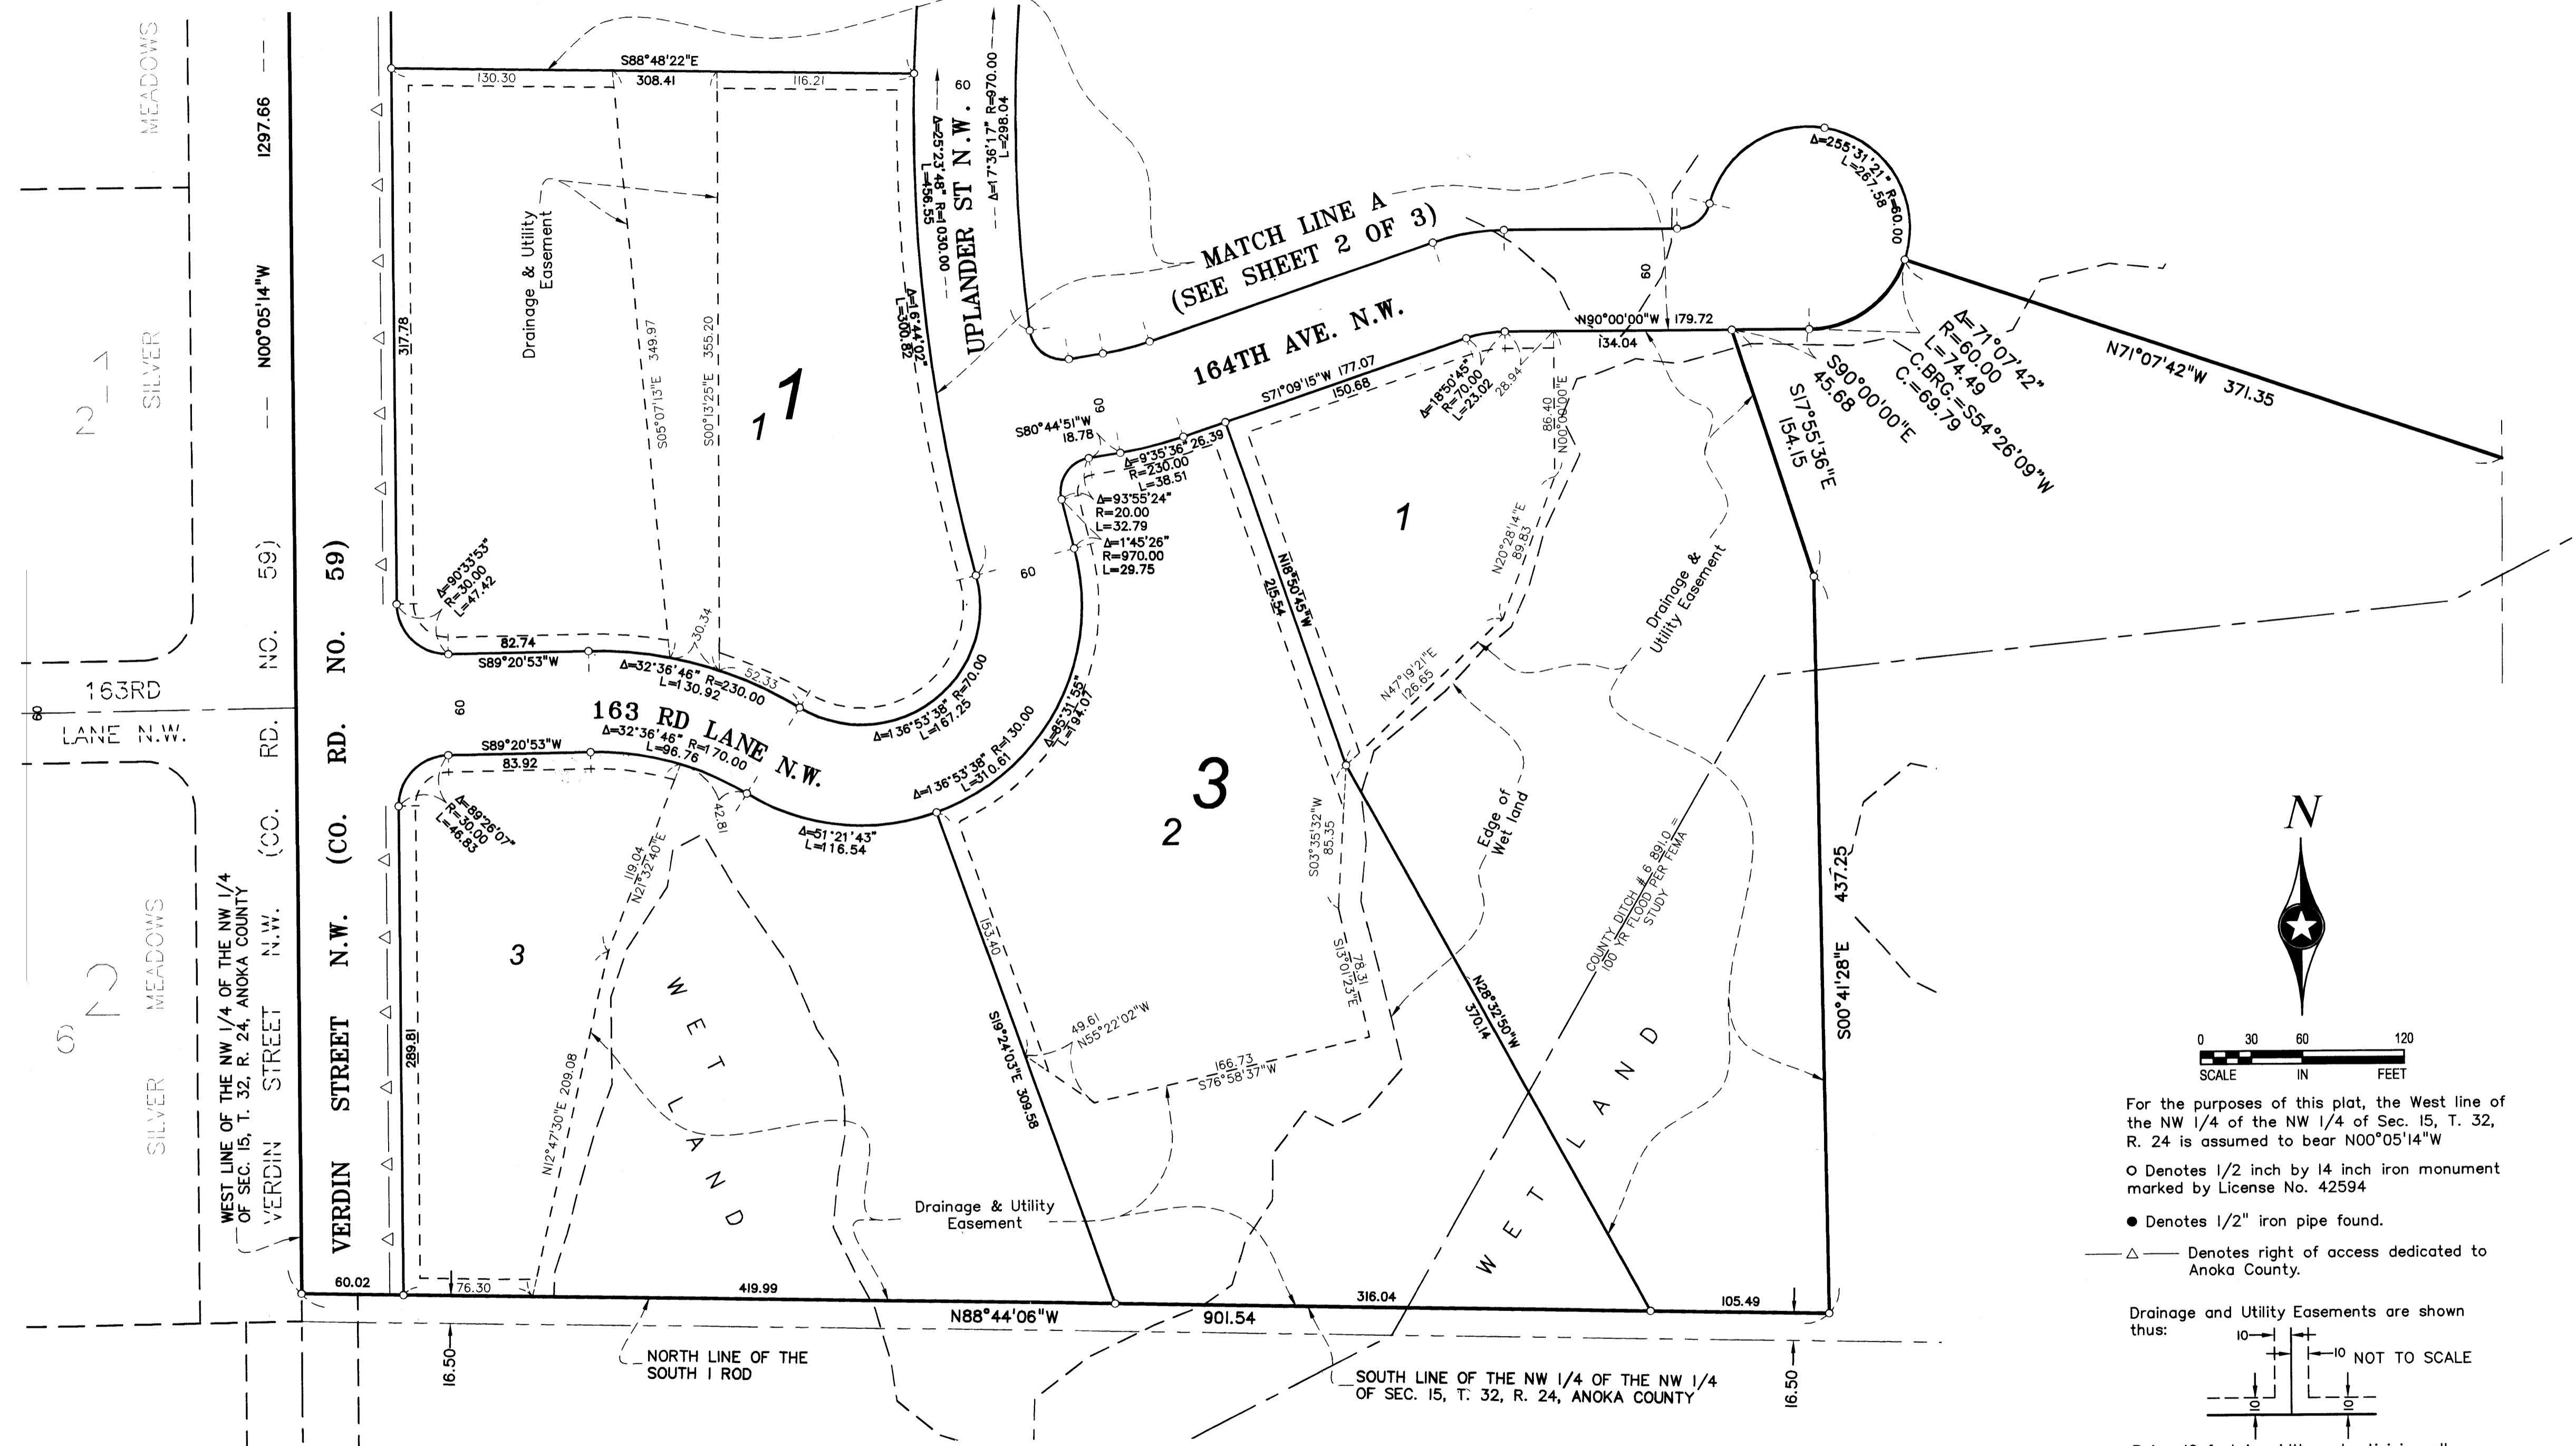 MEADOWS
SILVER
2
1
163RD
LANE N.W.
60
2
MEADOWS
SILVER
1297.66
N00°05'14"W
VERDIN STREET N.W. (CO. RD. NO. 59)
VERDIN STREET N.W. (CO. RD. NO. 59)
WEST LINE OF THE NW 1/4 OF THE NW 1/4
OF SEC. 15, T. 32, R. 24, ANOKA COUNTY
S88°48'22"E
130.30
308.41
116.21
317.78
Drainage & Utility
Easement
S05°07'13"E 349.97
S00°13'25"E 355.20
1
1
Δ=16°44'02"
L=300.82
Δ=25°23'48" R=1030.00
L=456.55
UPLANDER ST N.W.
60
Δ=17°36'17" R=970.00
L=298.04
MATCH LINE A
(SEE SHEET 2 OF 3)
164TH AVE. N.W.
60
Δ=255°31'21" R=60.00
L=267.58
N90°00'00"W 179.72
134.04
S71°09'15"W 177.07
150.68
Δ=18°50'45"
R=70.00
L=23.02
28.94
86.40
N00°00'00"E
Δ=71°07'42"
R=60.00
L=74.49
C.BRG.=S54°26'09"W
C.=69.79
S90°00'00"E
45.68
S17°55'36"E
154.15
N71°07'42"W 371.35
S80°44'51"W
18.78
60
Δ=9°35'36" 26.39
R=230.00
L=38.51
Δ=93°55'24"
R=20.00
L=32.79
Δ=1°45'26"
R=970.00
L=29.75
60
N18°50'45"W
215.54
1
N20°28'14"E
89.83
Drainage &
Utility Easement
N47°19'21"E
126.65
Δ=90°33'53"
R=30.00
L=47.42
82.74
S89°20'53"W
30.34
Δ=32°36'46" R=230.00
L=130.92
52.33
60
163 RD LANE N.W.
Δ=32°36'46" R=170.00
L=96.76
S89°20'53"W
83.92
Δ=136°53'38" R=70.00
L=167.25
Δ=136°53'38" R=130.00
L=310.61
Δ=85°31'55"
L=194.07
Δ=51°21'43"
L=116.54
42.81
Δ=89°26'07"
R=30.00
L=46.83
119.04
N21°32'40"E
3
3
2
S03°35'32"W
85.35
Edge of
Wet land
COUNTY DITCH # 6 891.0 =
100 YR FLOOD PER FEMA
STUDY
153.40
S13°01'23"E
78.31
WETLAND
289.81
N12°47'30"E 209.08
49.61
N55°22'02"W
S19°24'03"E 309.58
166.73
S76°58'37"W
N28°32'50"W
370.14
WETLAND
S00°41'28"E 437.25
Drainage & Utility
Easement
60.02
76.30
419.99
N88°44'06"W 901.54
316.04
105.49
16.50
NORTH LINE OF THE
SOUTH 1 ROD
SOUTH LINE OF THE NW 1/4 OF THE NW 1/4
OF SEC. 15, T. 32, R. 24, ANOKA COUNTY
16.50
N
0 30 60 120
SCALE IN FEET
For the purposes of this plat, the West line of
the NW 1/4 of the NW 1/4 of Sec. 15, T. 32,
R. 24 is assumed to bear N00°05'14"W
O Denotes 1/2 inch by 14 inch iron monument
marked by License No. 42594
● Denotes 1/2" iron pipe found.
—— △ —— Denotes right of access dedicated to
Anoka County.
Drainage and Utility Easements are shown
thus:
10
10 NOT TO SCALE
10 10